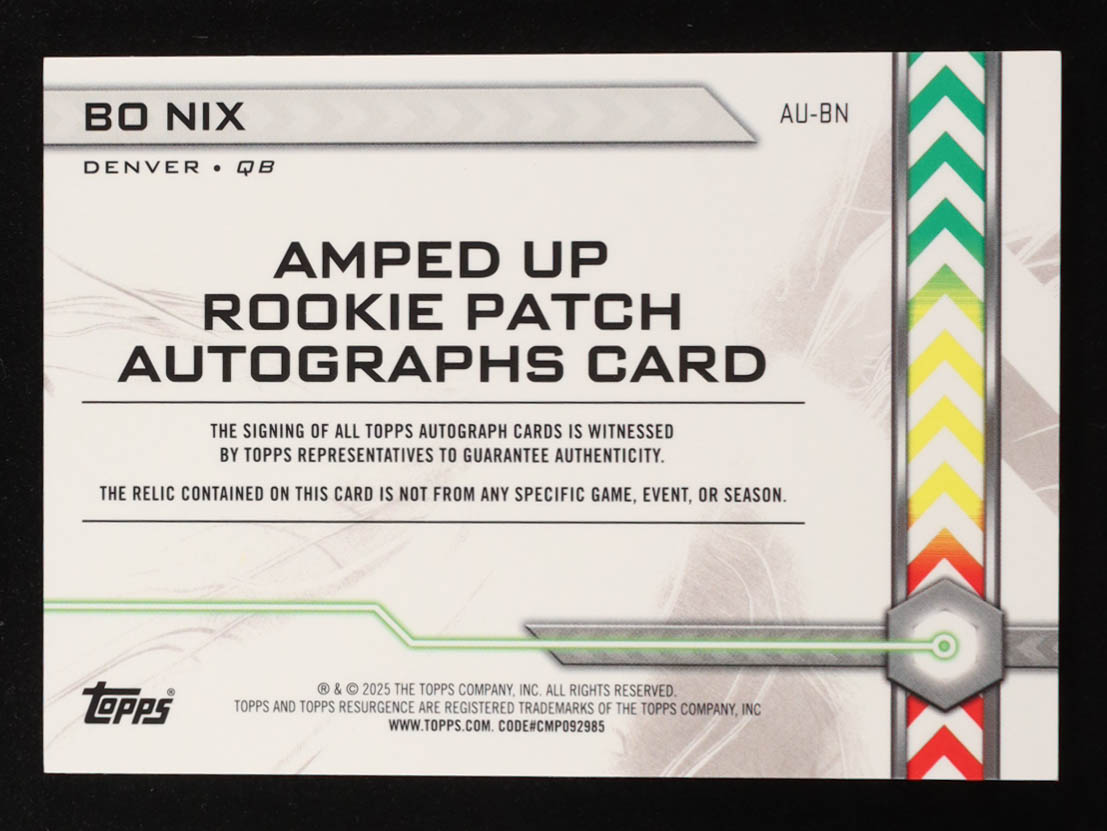 BO NIX
AU-BN
DENVER • QB
AMPED UP
ROOKIE PATCH
AUTOGRAPHS CARD
THE SIGNING OF ALL TOPPS AUTOGRAPH CARDS IS WITNESSED
BY TOPPS REPRESENTATIVES TO GUARANTEE AUTHENTICITY.
THE RELIC CONTAINED ON THIS CARD IS NOT FROM ANY SPECIFIC GAME, EVENT, OR SEASON.
topps®
® & © 2025 THE TOPPS COMPANY, INC. ALL RIGHTS RESERVED.
TOPPS AND TOPPS RESURGENCE ARE REGISTERED TRADEMARKS OF THE TOPPS COMPANY, INC
WWW.TOPPS.COM. CODE#CMP092985